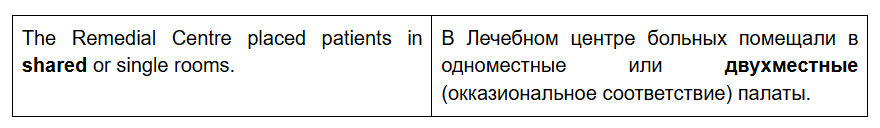 The Remedial Centre placed patients in
shared or single rooms.
В Лечебном центре больных помещали в
одноместные или двухместные
(окказиональное соответствие) палаты.